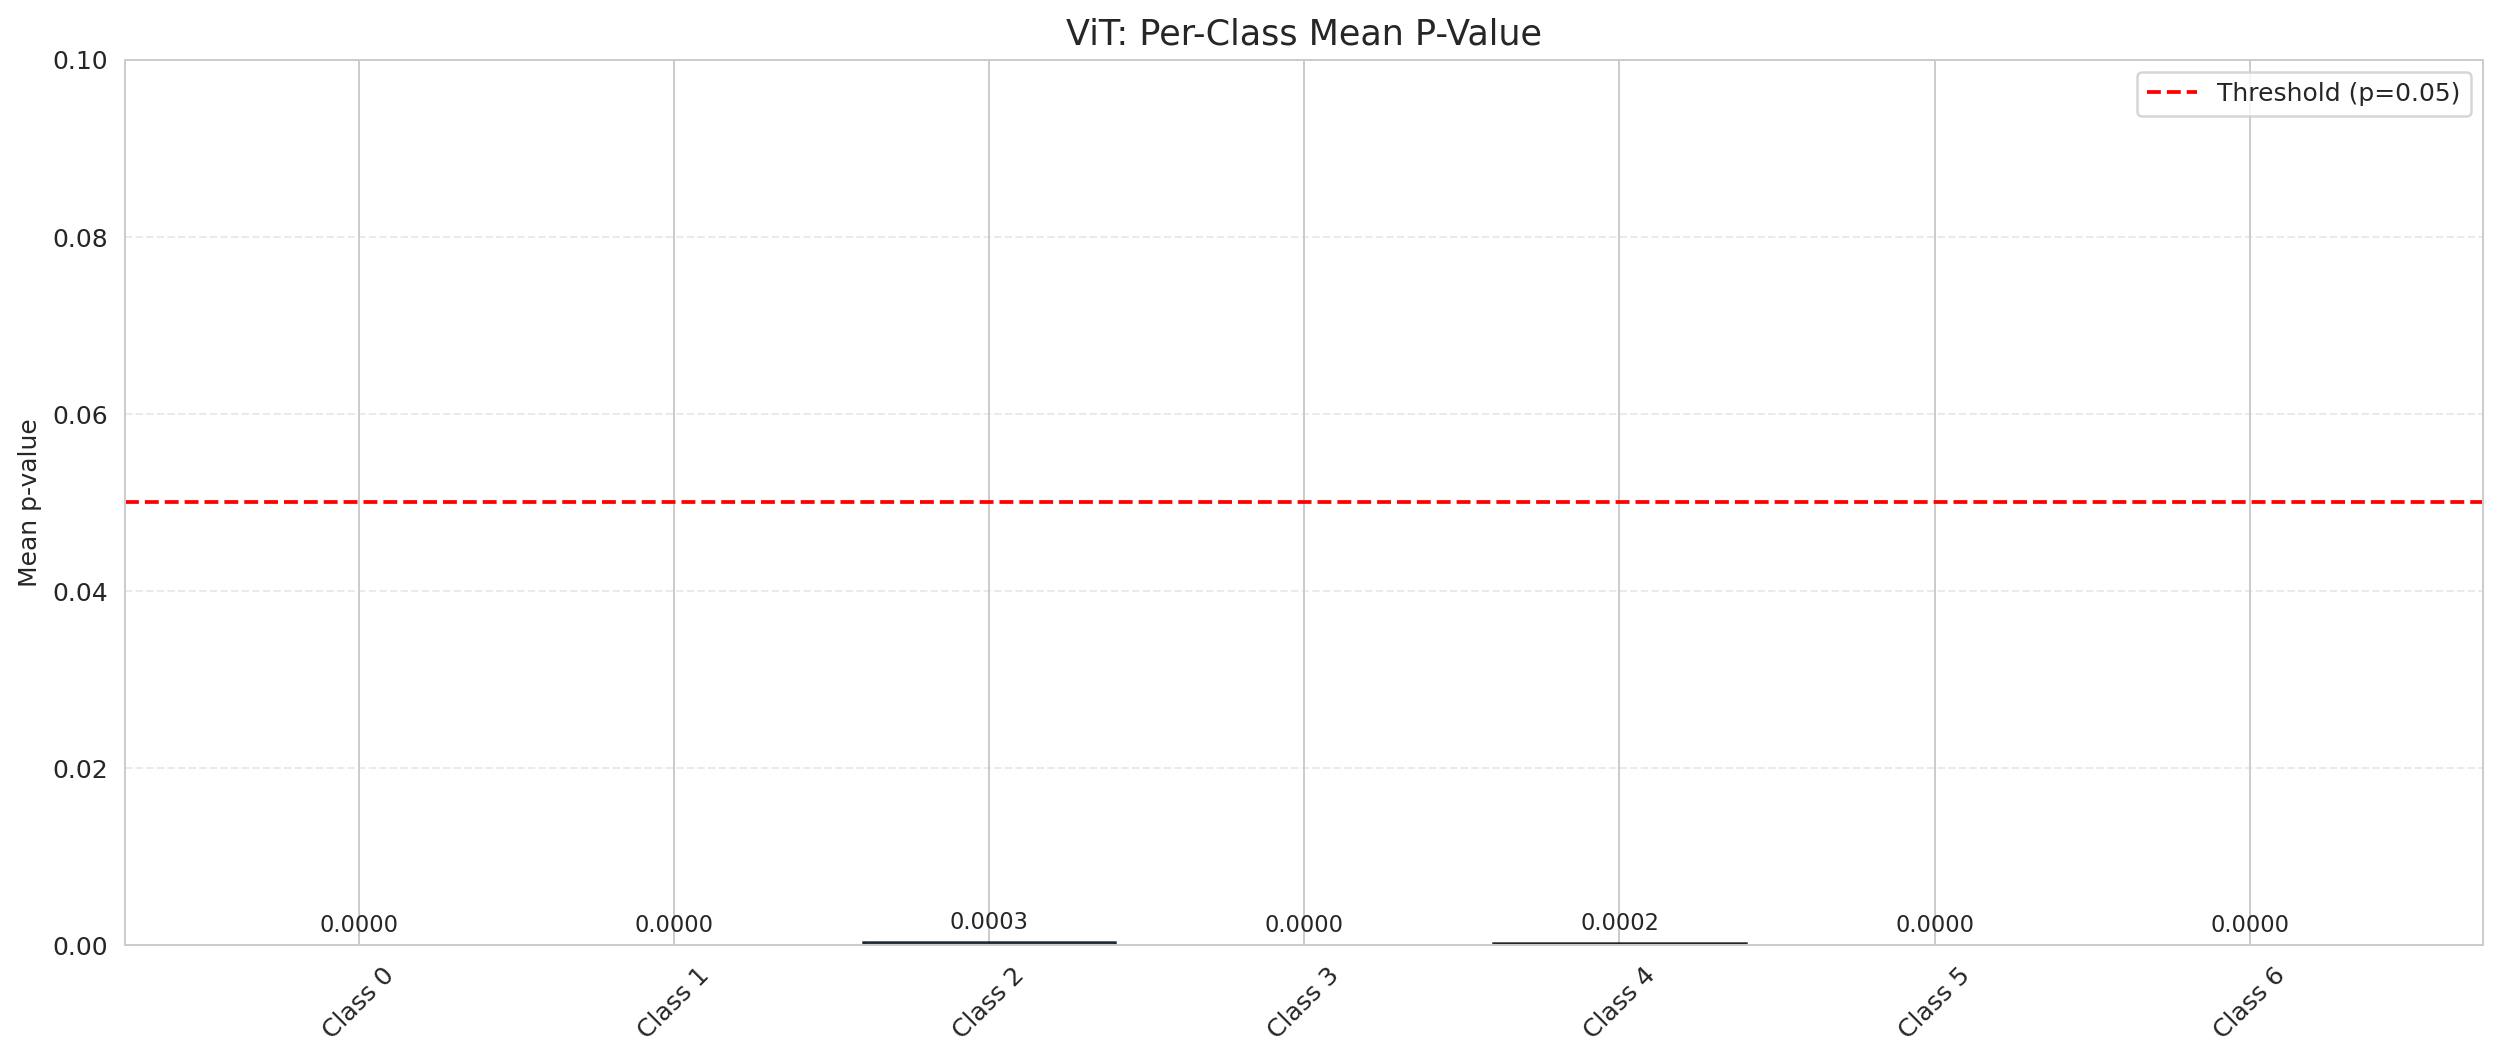 ViT: Per-Class Mean P-Value
Threshold (p=0.05)
Mean p-value
0.10
0.08
0.06
0.04
0.02
0.00
0.0000
0.0000
0.0003
0.0000
0.0002
0.0000
0.0000
Class 0
Class 1
Class 2
Class 3
Class 4
Class 5
Class 6